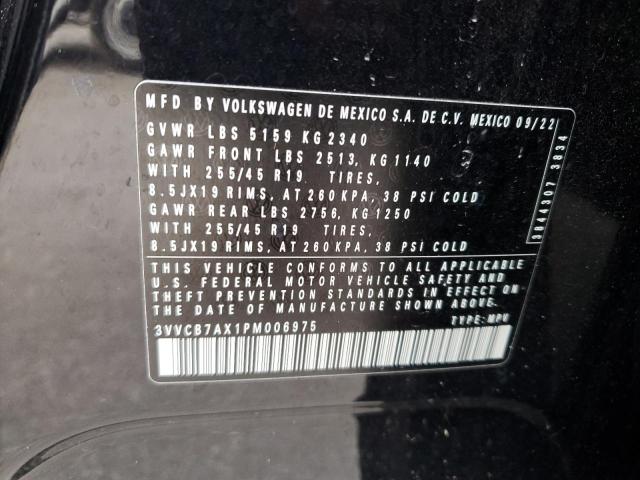 MFD BY VOLKSWAGEN DE MEXICO S.A. DE C.V. MEXICO 09/22
GVWR LBS 5159 KG 2340
GAWR FRONT LBS 2513, KG 1140
WITH 255/45 R19 TIRES,
8.5JX19 RIMS, AT 260 KPA, 38 PSI COLD
GAWR REAR LBS 2756, KG 1250
WITH 255/45 R19 TIRES,
8.5JX19 RIMS, AT 260 KPA, 38 PSI COLD
THIS VEHICLE CONFORMS TO ALL APPLICABLE
U.S. FEDERAL MOTOR VEHICLE SAFETY AND
THEFT PREVENTION STANDARDS IN EFFECT ON
THE DATE OF MANUFACTURE SHOWN ABOVE.
3VVCB7AX1PM006975 TYPE: MPV
3844307 3834